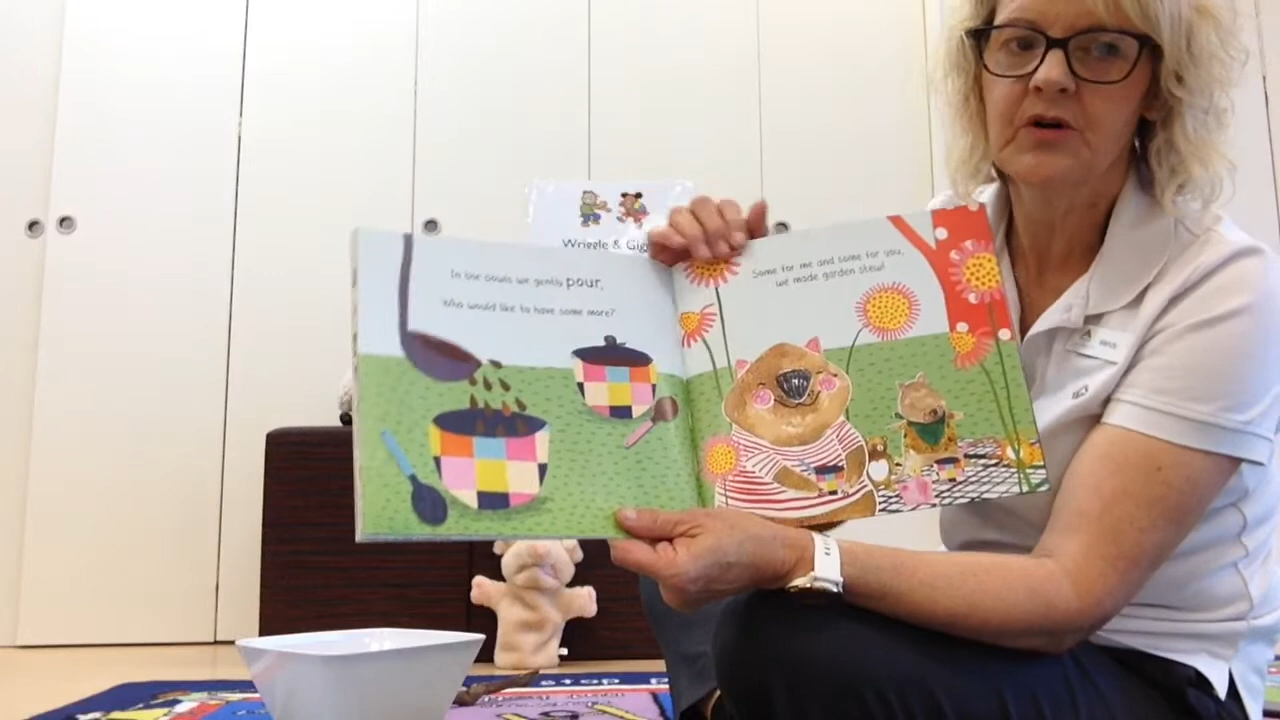 Wriggle & Gig
In the bowls we gently pour,
Who would like to have some more?
Some for me and some for you,
we made garden stew!
stop